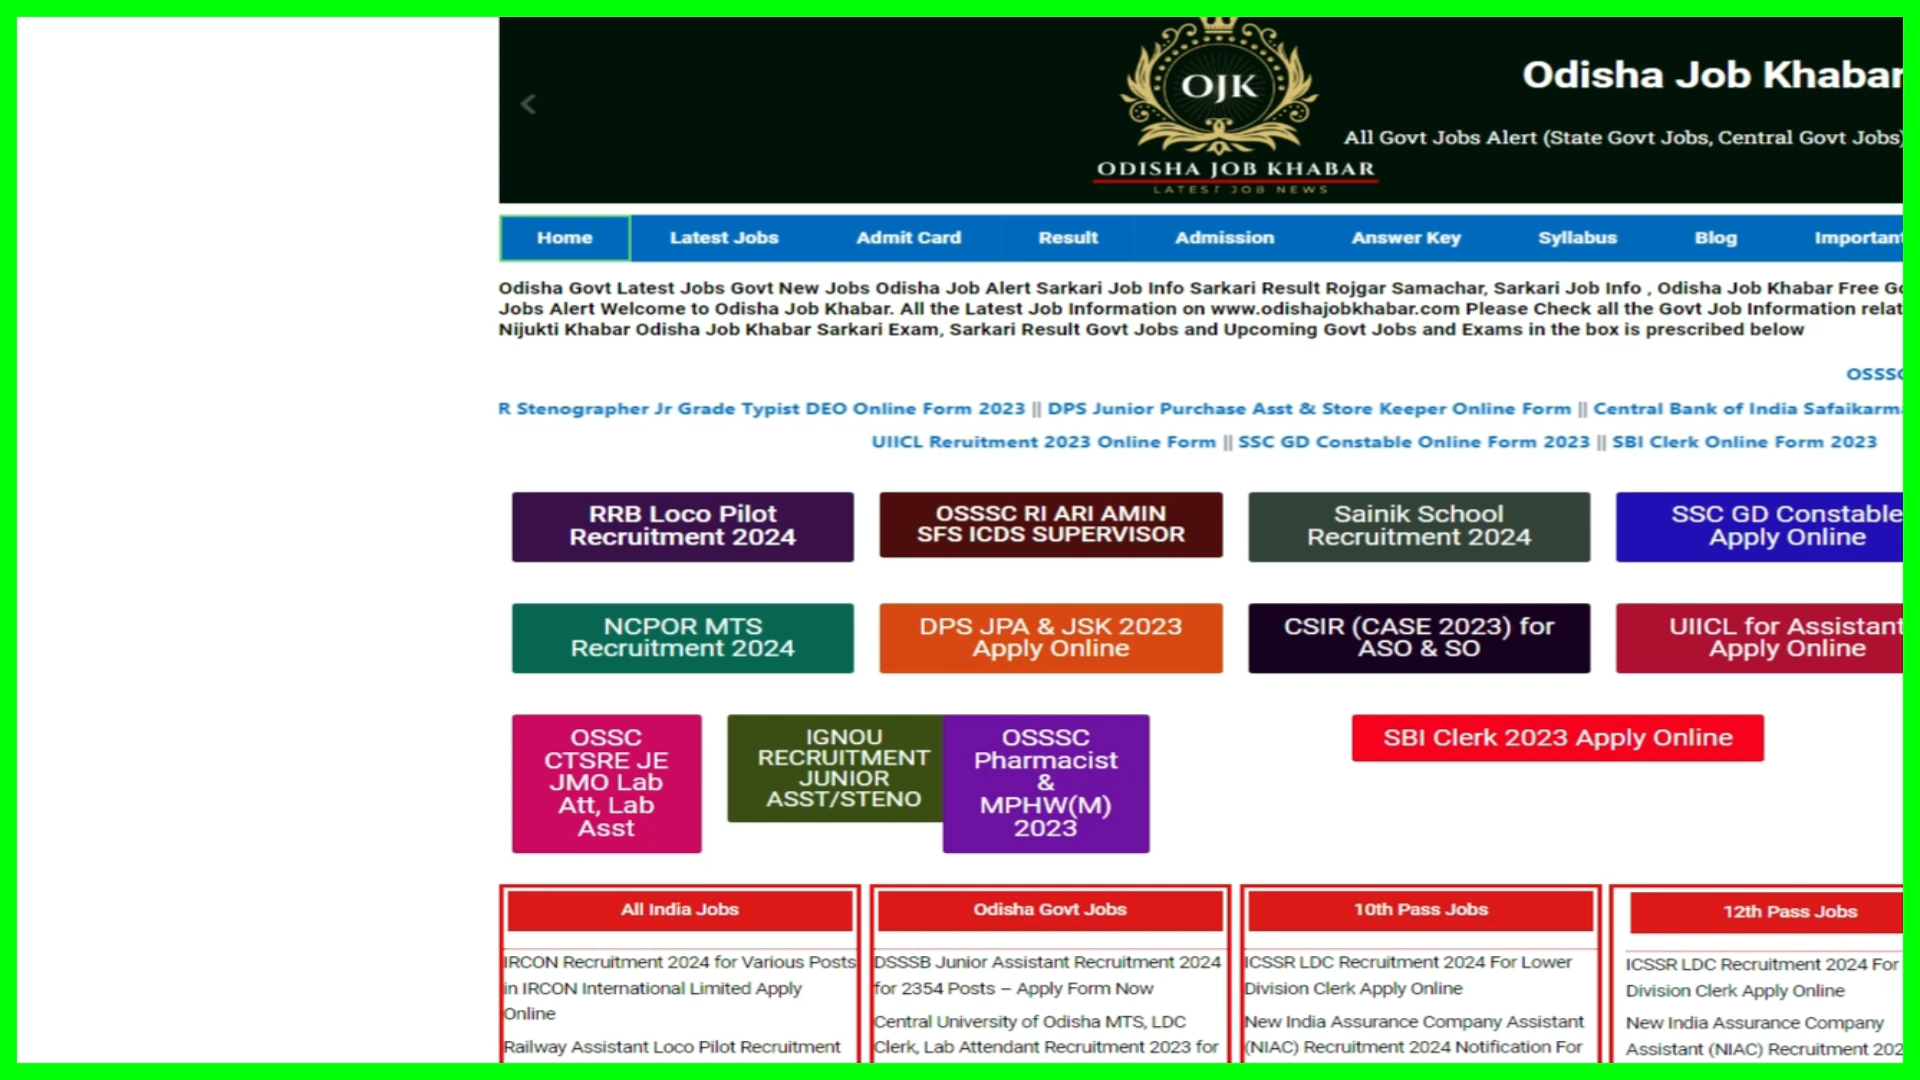 OJK
ODISHA JOB KHABAR
LATEST JOB NEWS
Odisha Job Khabar
All Govt Jobs Alert (State Govt Jobs, Central Govt Jobs)
Home Latest Jobs Admit Card Result Admission Answer Key Syllabus Blog Important
Odisha Govt Latest Jobs Govt New Jobs Odisha Job Alert Sarkari Job Info Sarkari Result Rojgar Samachar, Sarkari Job Info , Odisha Job Khabar Free
Jobs Alert Welcome to Odisha Job Khabar. All the Latest Job Information on www.odishajobkhabar.com Please Check all the Govt Job Information relat
Nijukti Khabar Odisha Job Khabar Sarkari Exam, Sarkari Result Govt Jobs and Upcoming Govt Jobs and Exams in the box is prescribed below
OSSSC
R Stenographer Jr Grade Typist DEO Online Form 2023 || DPS Junior Purchase Asst & Store Keeper Online Form || Central Bank of India Safaikarma
UIICL Reruitment 2023 Online Form || SSC GD Constable Online Form 2023 || SBI Clerk Online Form 2023
RRB Loco Pilot
Recruitment 2024
OSSSC RI ARI AMIN
SFS ICDS SUPERVISOR
Sainik School
Recruitment 2024
SSC GD Constable
Apply Online
NCPOR MTS
Recruitment 2024
DPS JPA & JSK 2023
Apply Online
CSIR (CASE 2023) for
ASO & SO
UIICL for Assistant
Apply Online
OSSC
CTSRE JE
JMO Lab
Att, Lab
Asst
IGNOU
RECRUITMENT
JUNIOR
ASST/STENO
OSSSC
Pharmacist
&
MPHW(M)
2023
SBI Clerk 2023 Apply Online
All India Jobs
IRCON Recruitment 2024 for Various Posts
in IRCON International Limited Apply
Online
Railway Assistant Loco Pilot Recruitment
Odisha Govt Jobs
DSSSB Junior Assistant Recruitment 2024
for 2354 Posts – Apply Form Now
Central University of Odisha MTS, LDC
Clerk, Lab Attendant Recruitment 2023 for
10th Pass Jobs
ICSSR LDC Recruitment 2024 For Lower
Division Clerk Apply Online
New India Assurance Company Assistant
(NIAC) Recruitment 2024 Notification For
12th Pass Jobs
ICSSR LDC Recruitment 2024 For
Division Clerk Apply Online
New India Assurance Company
Assistant (NIAC) Recruitment 202